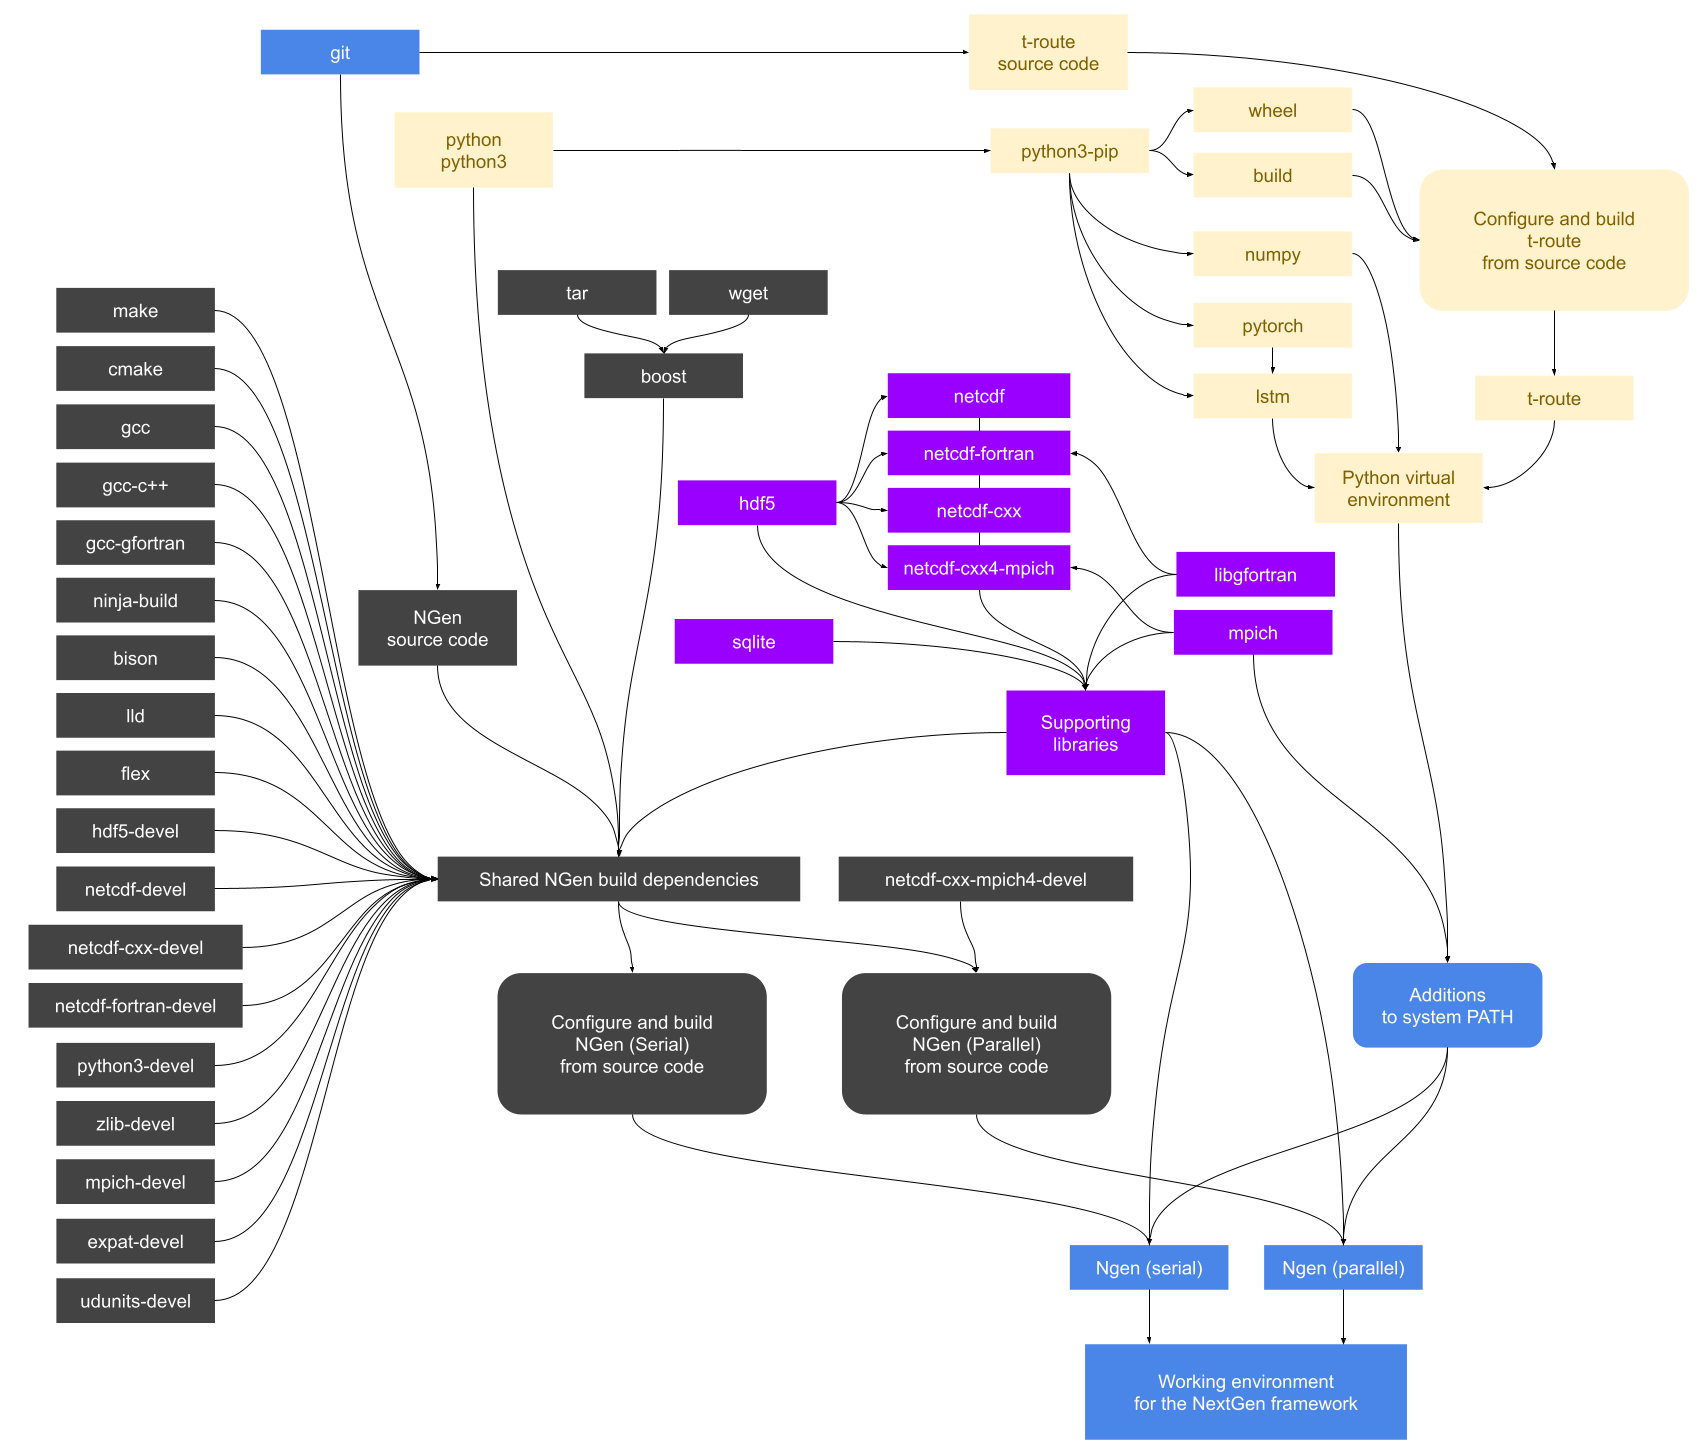 git
t-route
source code
python
python3
python3-pip
wheel
build
numpy
pytorch
lstm
Configure and build
t-route
from source code
t-route
Python virtual
environment
tar
wget
boost
make
cmake
gcc
gcc-c++
gcc-gfortran
ninja-build
bison
lld
flex
hdf5-devel
netcdf-devel
netcdf-cxx-devel
netcdf-fortran-devel
python3-devel
zlib-devel
mpich-devel
expat-devel
udunits-devel
netcdf
netcdf-fortran
netcdf-cxx
netcdf-cxx4-mpich
hdf5
sqlite
libgfortran
mpich
Supporting
libraries
NGen
source code
Shared NGen build dependencies
netcdf-cxx-mpich4-devel
Configure and build
NGen (Serial)
from source code
Configure and build
NGen (Parallel)
from source code
Additions
to system PATH
Ngen (serial)
Ngen (parallel)
Working environment
for the NextGen framework